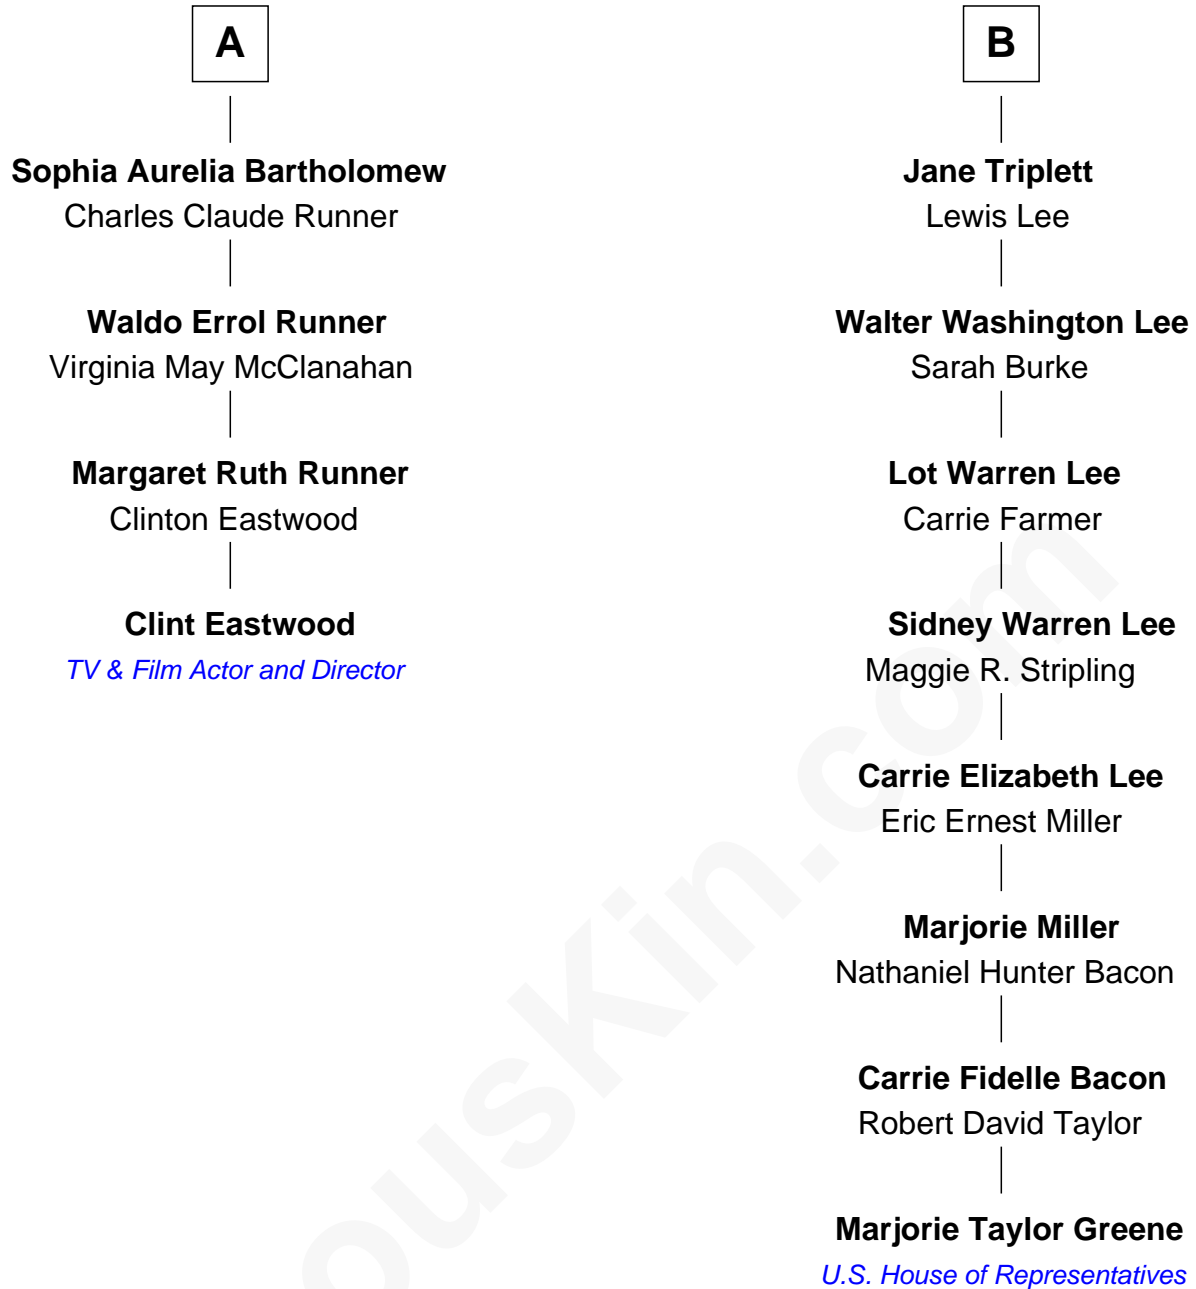 A
Sophia Aurelia Bartholomew
Charles Claude Runner
Waldo Errol Runner
Virginia May McClanahan
Margaret Ruth Runner
Clinton Eastwood
Clint Eastwood
TV & Film Actor and Director
B
Jane Triplett
Lewis Lee
Walter Washington Lee
Sarah Burke
Lot Warren Lee
Carrie Farmer
Sidney Warren Lee
Maggie R. Stripling
Carrie Elizabeth Lee
Eric Ernest Miller
Marjorie Miller
Nathaniel Hunter Bacon
Carrie Fidelle Bacon
Robert David Taylor
Marjorie Taylor Greene
U.S. House of Representatives
ousKin.com